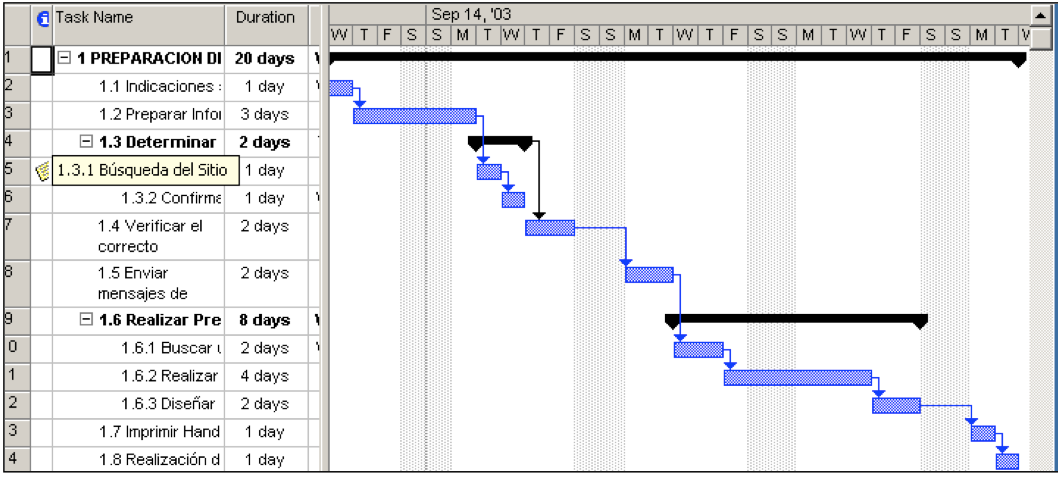 Task Name Duration Sep 14, '03
W T F S S M T W T F S S M T W T F S S M T W T F S S M T
1 1 PREPARACION DI 20 days
2 1.1 Indicaciones 1 day
3 1.2 Preparar Infor 3 days
4 1.3 Determinar 2 days
5 1.3.1 Búsqueda del Sitio 1 day
6 1.3.2 Confirma 1 day
7 1.4 Verificar el 2 days
correcto
8 1.5 Enviar 2 days
mensajes de
9 1.6 Realizar Pre 8 days
0 1.6.1 Buscar 2 days
1 1.6.2 Realizar 4 days
2 1.6.3 Diseñar 2 days
3 1.7 Imprimir Hand 1 day
4 1.8 Realización d 1 day